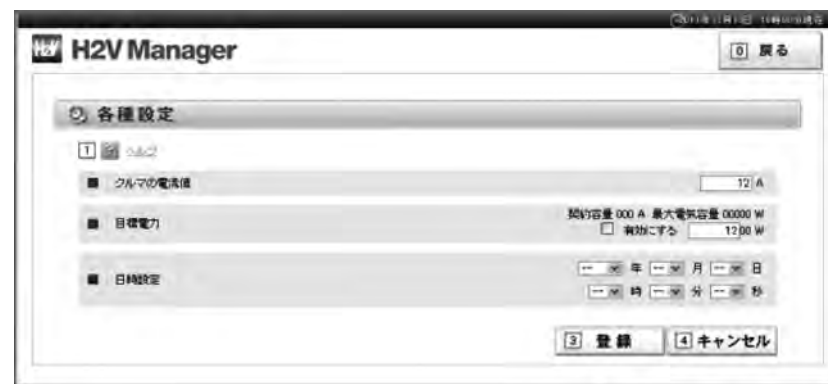 H2V Manager
0 戻る
各種設定
1 ヘルプ
クルマの電流値 12 A
目標電力 契約容量 000 A 最大電気容量 00000 W
有効にする 12 00 W
日時設定 -- 年 -- 月 -- 日
-- 時 -- 分 -- 秒
3 登録 4 キャンセル